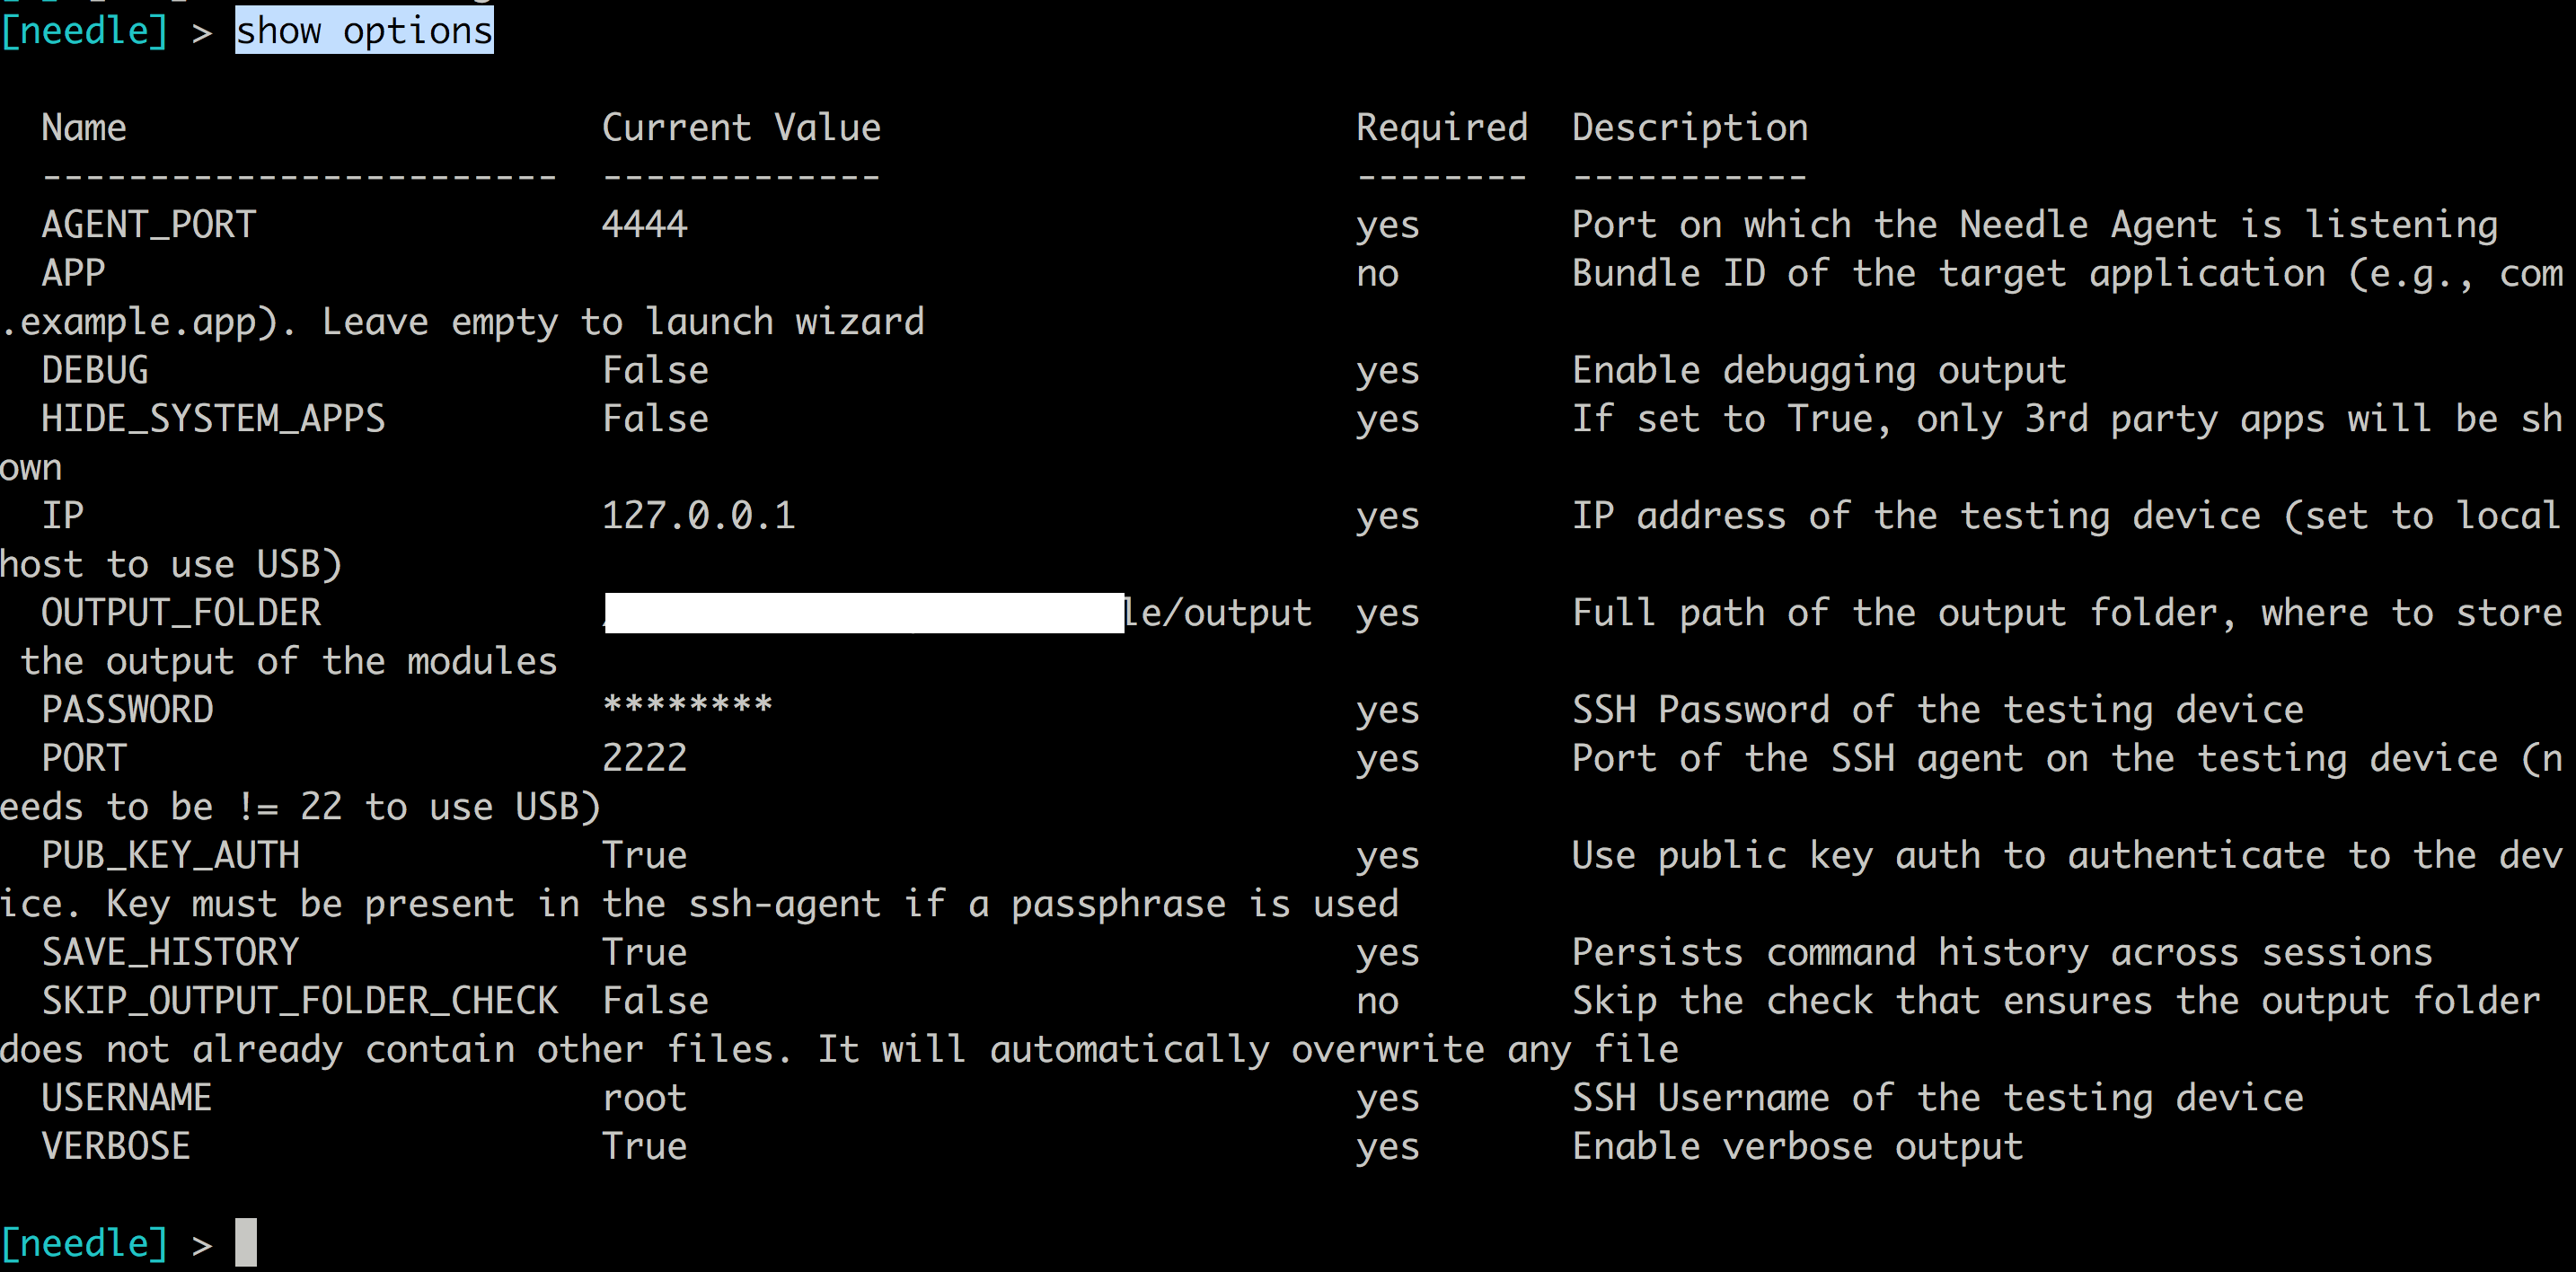 [needle] > show options
Name Current Value Required Description
------------------------ ------------- -------- -----------
AGENT_PORT 4444 yes Port on which the Needle Agent is listening
APP no Bundle ID of the target application (e.g., com
.example.app). Leave empty to launch wizard
DEBUG False yes Enable debugging output
HIDE_SYSTEM_APPS False yes If set to True, only 3rd party apps will be sh
own
IP 127.0.0.1 yes IP address of the testing device (set to local
host to use USB)
OUTPUT_FOLDER le/output yes Full path of the output folder, where to store
the output of the modules
PASSWORD ******** yes SSH Password of the testing device
PORT 2222 yes Port of the SSH agent on the testing device (n
eeds to be != 22 to use USB)
PUB_KEY_AUTH True yes Use public key auth to authenticate to the dev
ice. Key must be present in the ssh-agent if a passphrase is used
SAVE_HISTORY True yes Persists command history across sessions
SKIP_OUTPUT_FOLDER_CHECK False no Skip the check that ensures the output folder
does not already contain other files. It will automatically overwrite any file
USERNAME root yes SSH Username of the testing device
VERBOSE True yes Enable verbose output
[needle] >